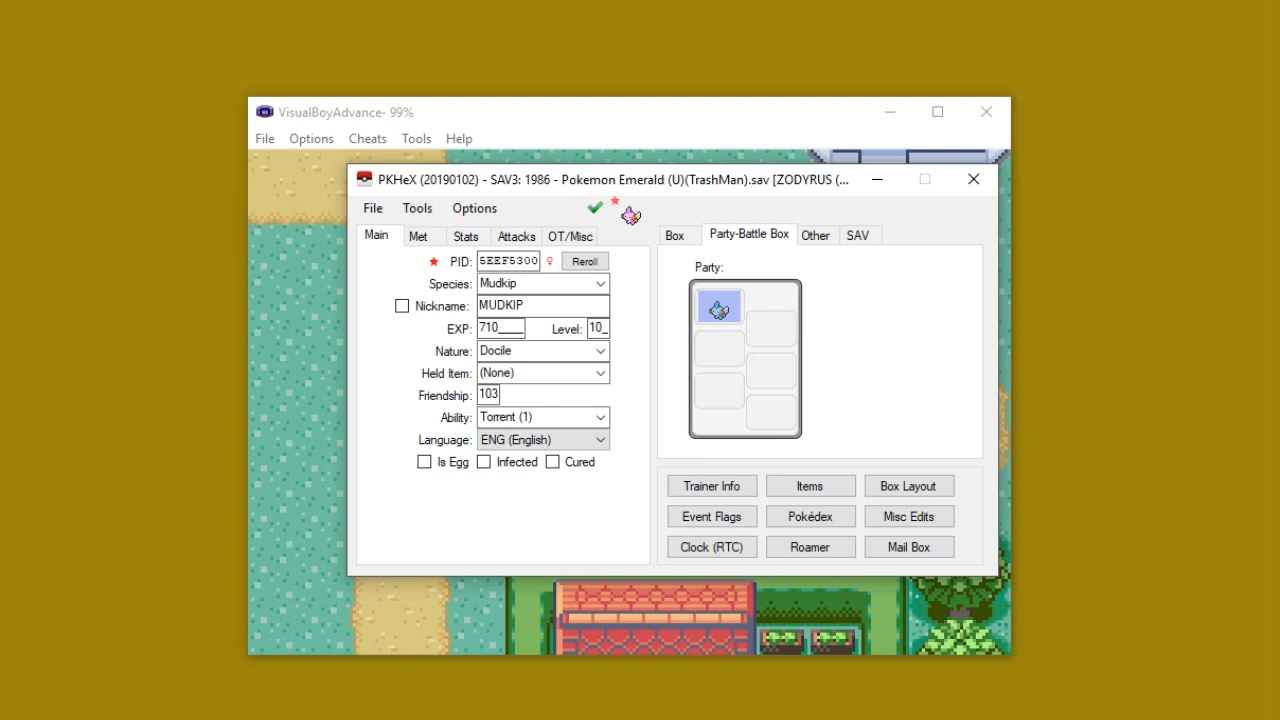 VisualBoyAdvance- 99%
File Options Cheats Tools Help
PKHeX (20190102) - SAV3: 1986 - Pokemon Emerald (U)(TrashMan).sav [ZODYRUS (...
File Tools Options
Main Met Stats Attacks OT/Misc
PID: 5EEF5300 ♀ Reroll
Species: Mudkip
Nickname: MUDKIP
EXP: 710____ Level: 10_
Nature: Docile
Held Item: (None)
Friendship: 103
Ability: Torrent (1)
Language: ENG (English)
Is Egg Infected Cured
Box Party-Battle Box Other SAV
Party:
Trainer Info Items Box Layout
Event Flags Pokédex Misc Edits
Clock (RTC) Roamer Mail Box